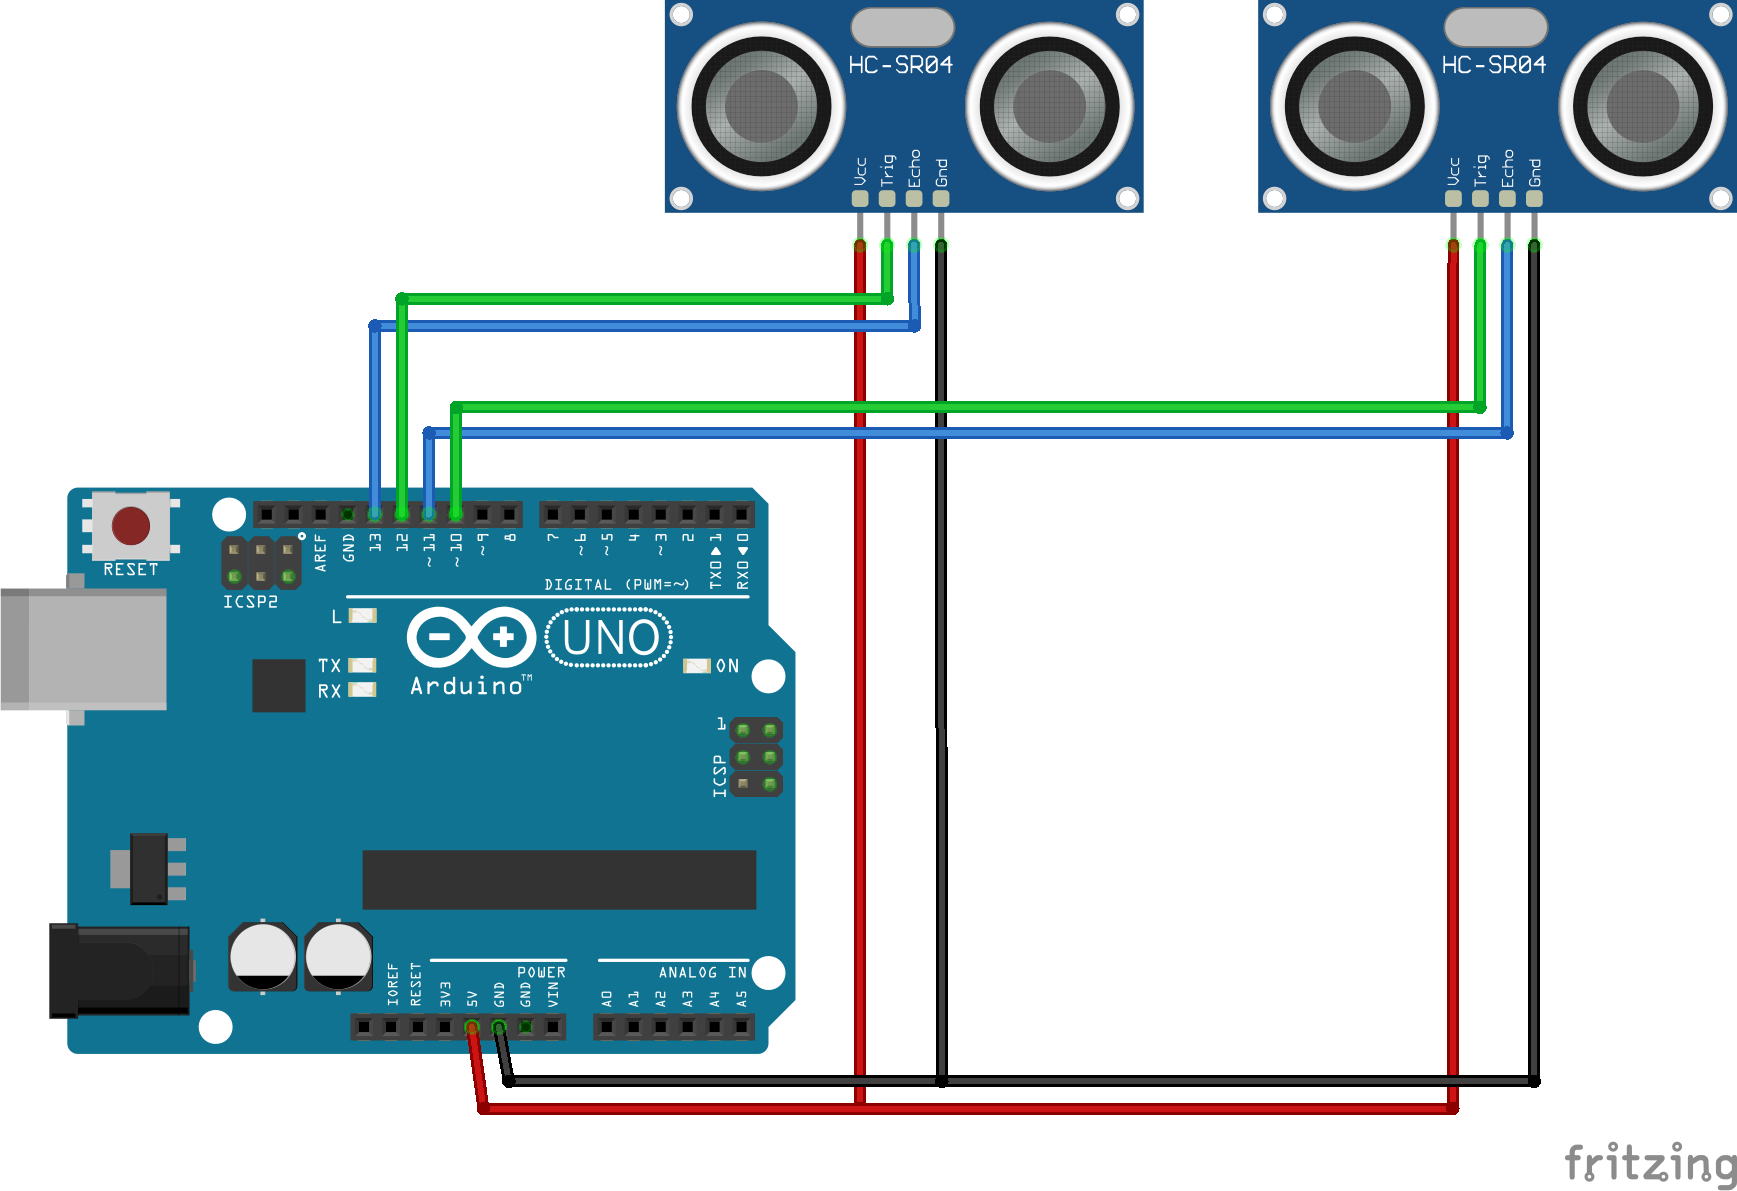 HC-SR04
Vcc
Trig
Echo
Gnd
HC-SR04
Vcc
Trig
Echo
Gnd
RESET
ICSP2
AREF
GND
13
12
~11
~10
~9
8
7
~6
~5
4
~3
2
TX0▶1
RX0◀0
DIGITAL (PWM=~)
L
TX
RX
UNO
Arduino™
ON
1
ICSP
POWER
ANALOG IN
IOREF
RESET
3V3
5V
GND
GND
VIN
A0
A1
A2
A3
A4
A5
fritzing